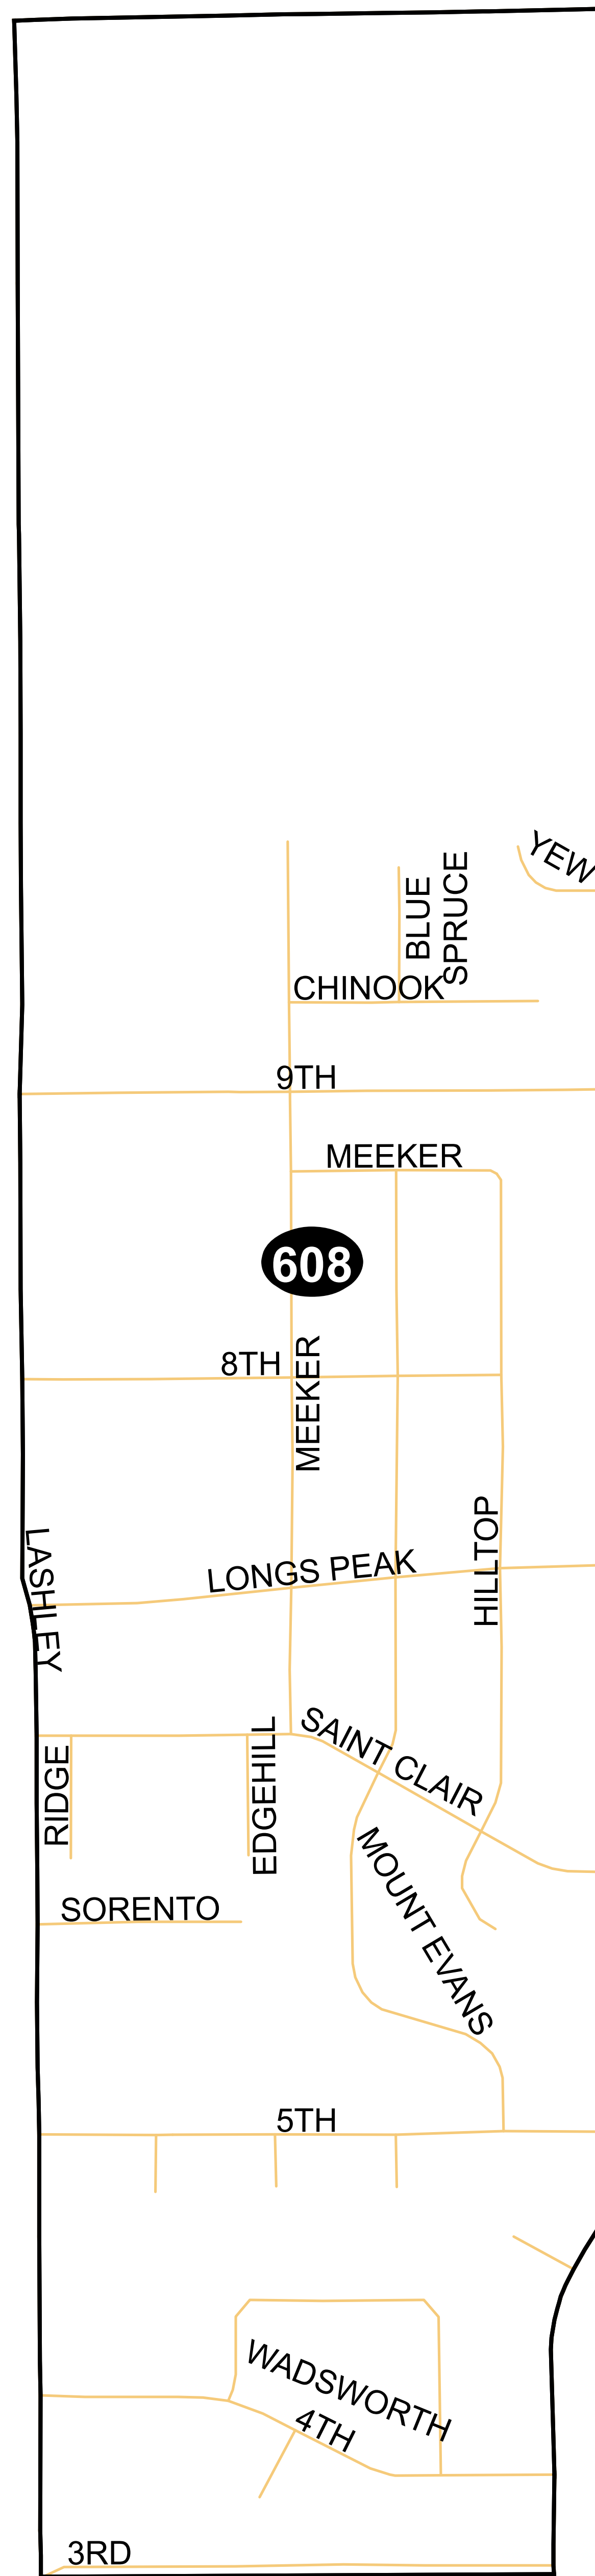 YEW
BLUE
SPRUCE
CHINOOK
9TH
MEEKER
608
8TH
MEEKER
HILLTOP
LASHLEY
LONGS PEAK
SAINT CLAIR
RIDGE
EDGEHILL
MOUNT EVANS
SORENTO
5TH
WADSWORTH
4TH
3RD